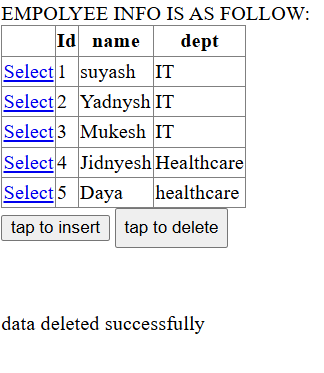 EMPOLYEE INFO IS AS FOLLOW:
Id name dept
Select 1 suyash IT
Select 2 Yadnysh IT
Select 3 Mukesh IT
Select 4 Jidnyesh Healthcare
Select 5 Daya healthcare
tap to insert tap to delete
data deleted successfully